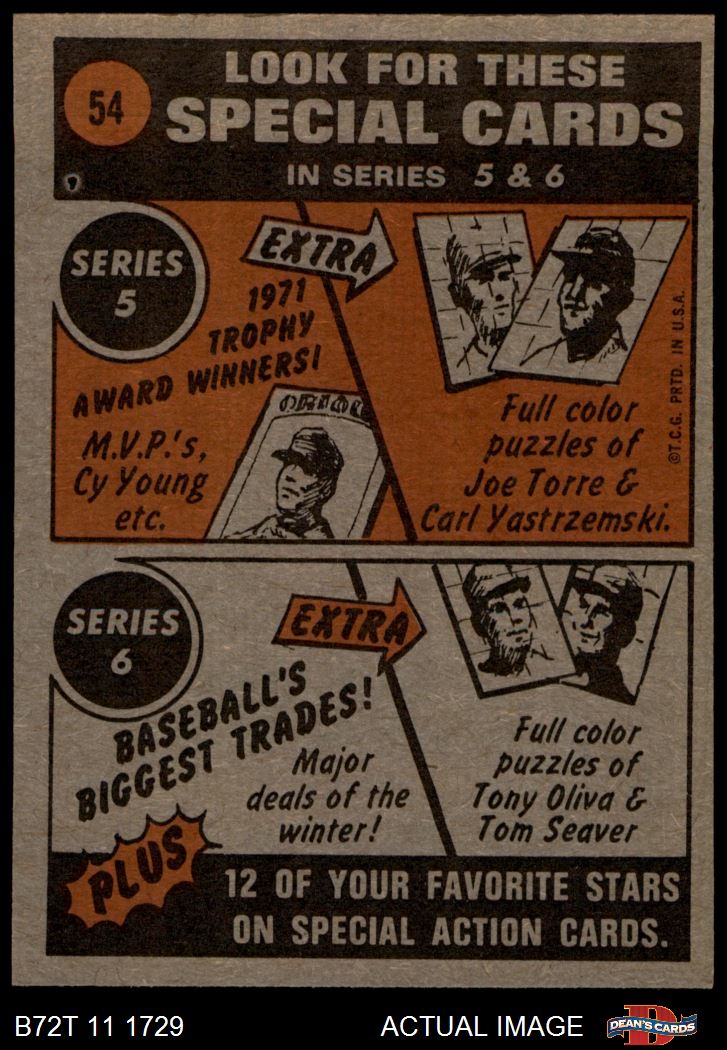 54
LOOK FOR THESE
SPECIAL CARDS
IN SERIES 5 & 6
SERIES
5
EXTRA
1971
TROPHY
AWARD WINNERS!
M.V.P.'s,
Cy Young
etc.
Full color
puzzles of
Joe Torre &
Carl Yastrzemski.
©T.C.G. PRTD. IN U.S.A.
SERIES
6
EXTRA
BASEBALL'S
BIGGEST TRADES!
Major
deals of the
winter!
Full color
puzzles of
Tony Oliva &
Tom Seaver
PLUS
12 OF YOUR FAVORITE STARS
ON SPECIAL ACTION CARDS.
B72T 11 1729
ACTUAL IMAGE
DEAN'S CARDS